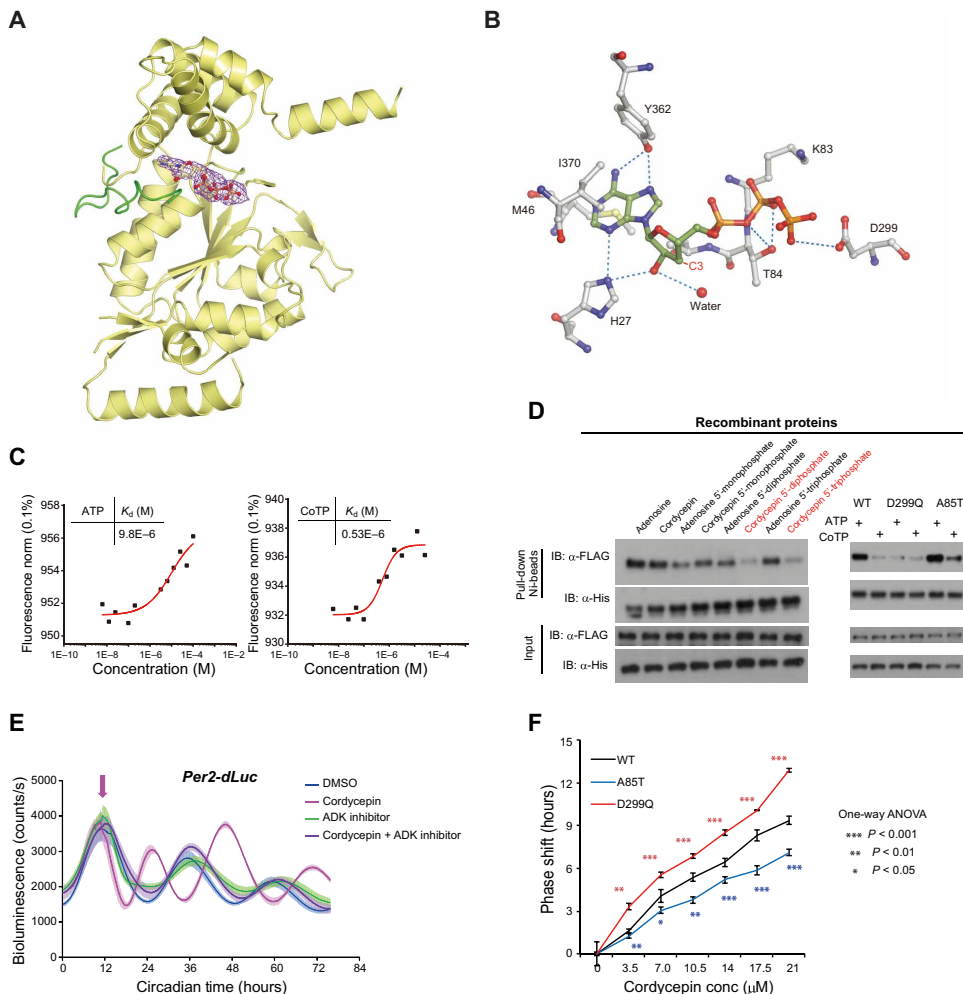 A
B
Y362
I370
K83
M46
D299
C3
T84
Water
H27
C
ATP
Kd (M)
9.8E–6
Fluorescence norm (0.1%)
958
956
953
951
950
1E–10
1E–8
1E–6
1E–4
1E–2
Concentration (M)
CoTP
Kd (M)
0.53E–6
Fluorescence norm (0.1%)
940
938
936
934
932
930
1E–10
1E–8
1E–6
1E–4
Concentration (M)
D
Recombinant proteins
Adenosine
Cordycepin
Adenosine 5′-monophosphate
Cordycepin 5′-monophosphate
Adenosine 5′-diphosphate
Cordycepin 5′-diphosphate
Adenosine 5′-triphosphate
Cordycepin 5′-triphosphate
WT D299Q A85T
ATP + + +
CoTP + + +
Pull-down
Ni-beads
IB: α-FLAG
IB: α-His
Input
IB: α-FLAG
IB: α-His
E
Per2-dLuc
Bioluminescence (counts/s)
5000
4000
3000
2000
1000
0
0 12 24 36 48 60 72 84
Circadian time (hours)
DMSO
Cordycepin
ADK inhibitor
Cordycepin + ADK inhibitor
F
Phase shift (hours)
15
12
9
6
3
0
0 3.5 7.0 10.5 14 17.5 21
Cordycepin conc (μM)
WT
A85T
D299Q
** *** *** *** *** ***
** * ** *** *** ***
One-way ANOVA
*** P < 0.001
** P < 0.01
* P < 0.05